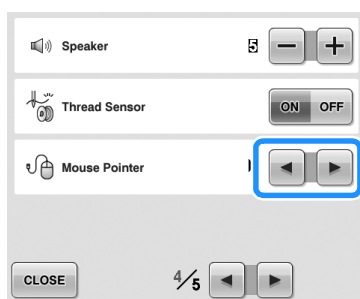 Speaker 5 − +
Thread Sensor ON OFF
Mouse Pointer
CLOSE 4/5